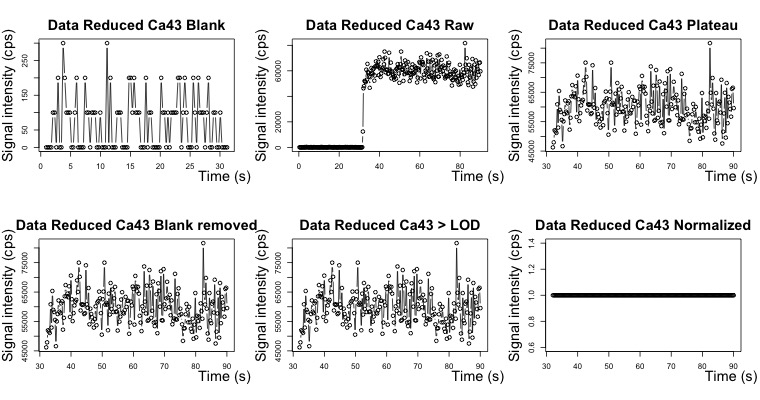 Data Reduced Ca43 Blank
Signal intensity (cps)
0 50 150 250
0 5 10 15 20 25 30
Time (s)
Data Reduced Ca43 Raw
Signal intensity (cps)
0 20000 60000
0 20 40 60 80
Time (s)
Data Reduced Ca43 Plateau
Signal intensity (cps)
45000 55000 65000 75000
30 40 50 60 70 80 90
Time (s)
Data Reduced Ca43 Blank removed
Signal intensity (cps)
45000 55000 65000 75000
30 40 50 60 70 80 90
Time (s)
Data Reduced Ca43 > LOD
Signal intensity (cps)
45000 55000 65000 75000
30 40 50 60 70 80 90
Time (s)
Data Reduced Ca43 Normalized
Signal intensity (cps)
0.6 0.8 1.0 1.2 1.4
30 40 50 60 70 80 90
Time (s)